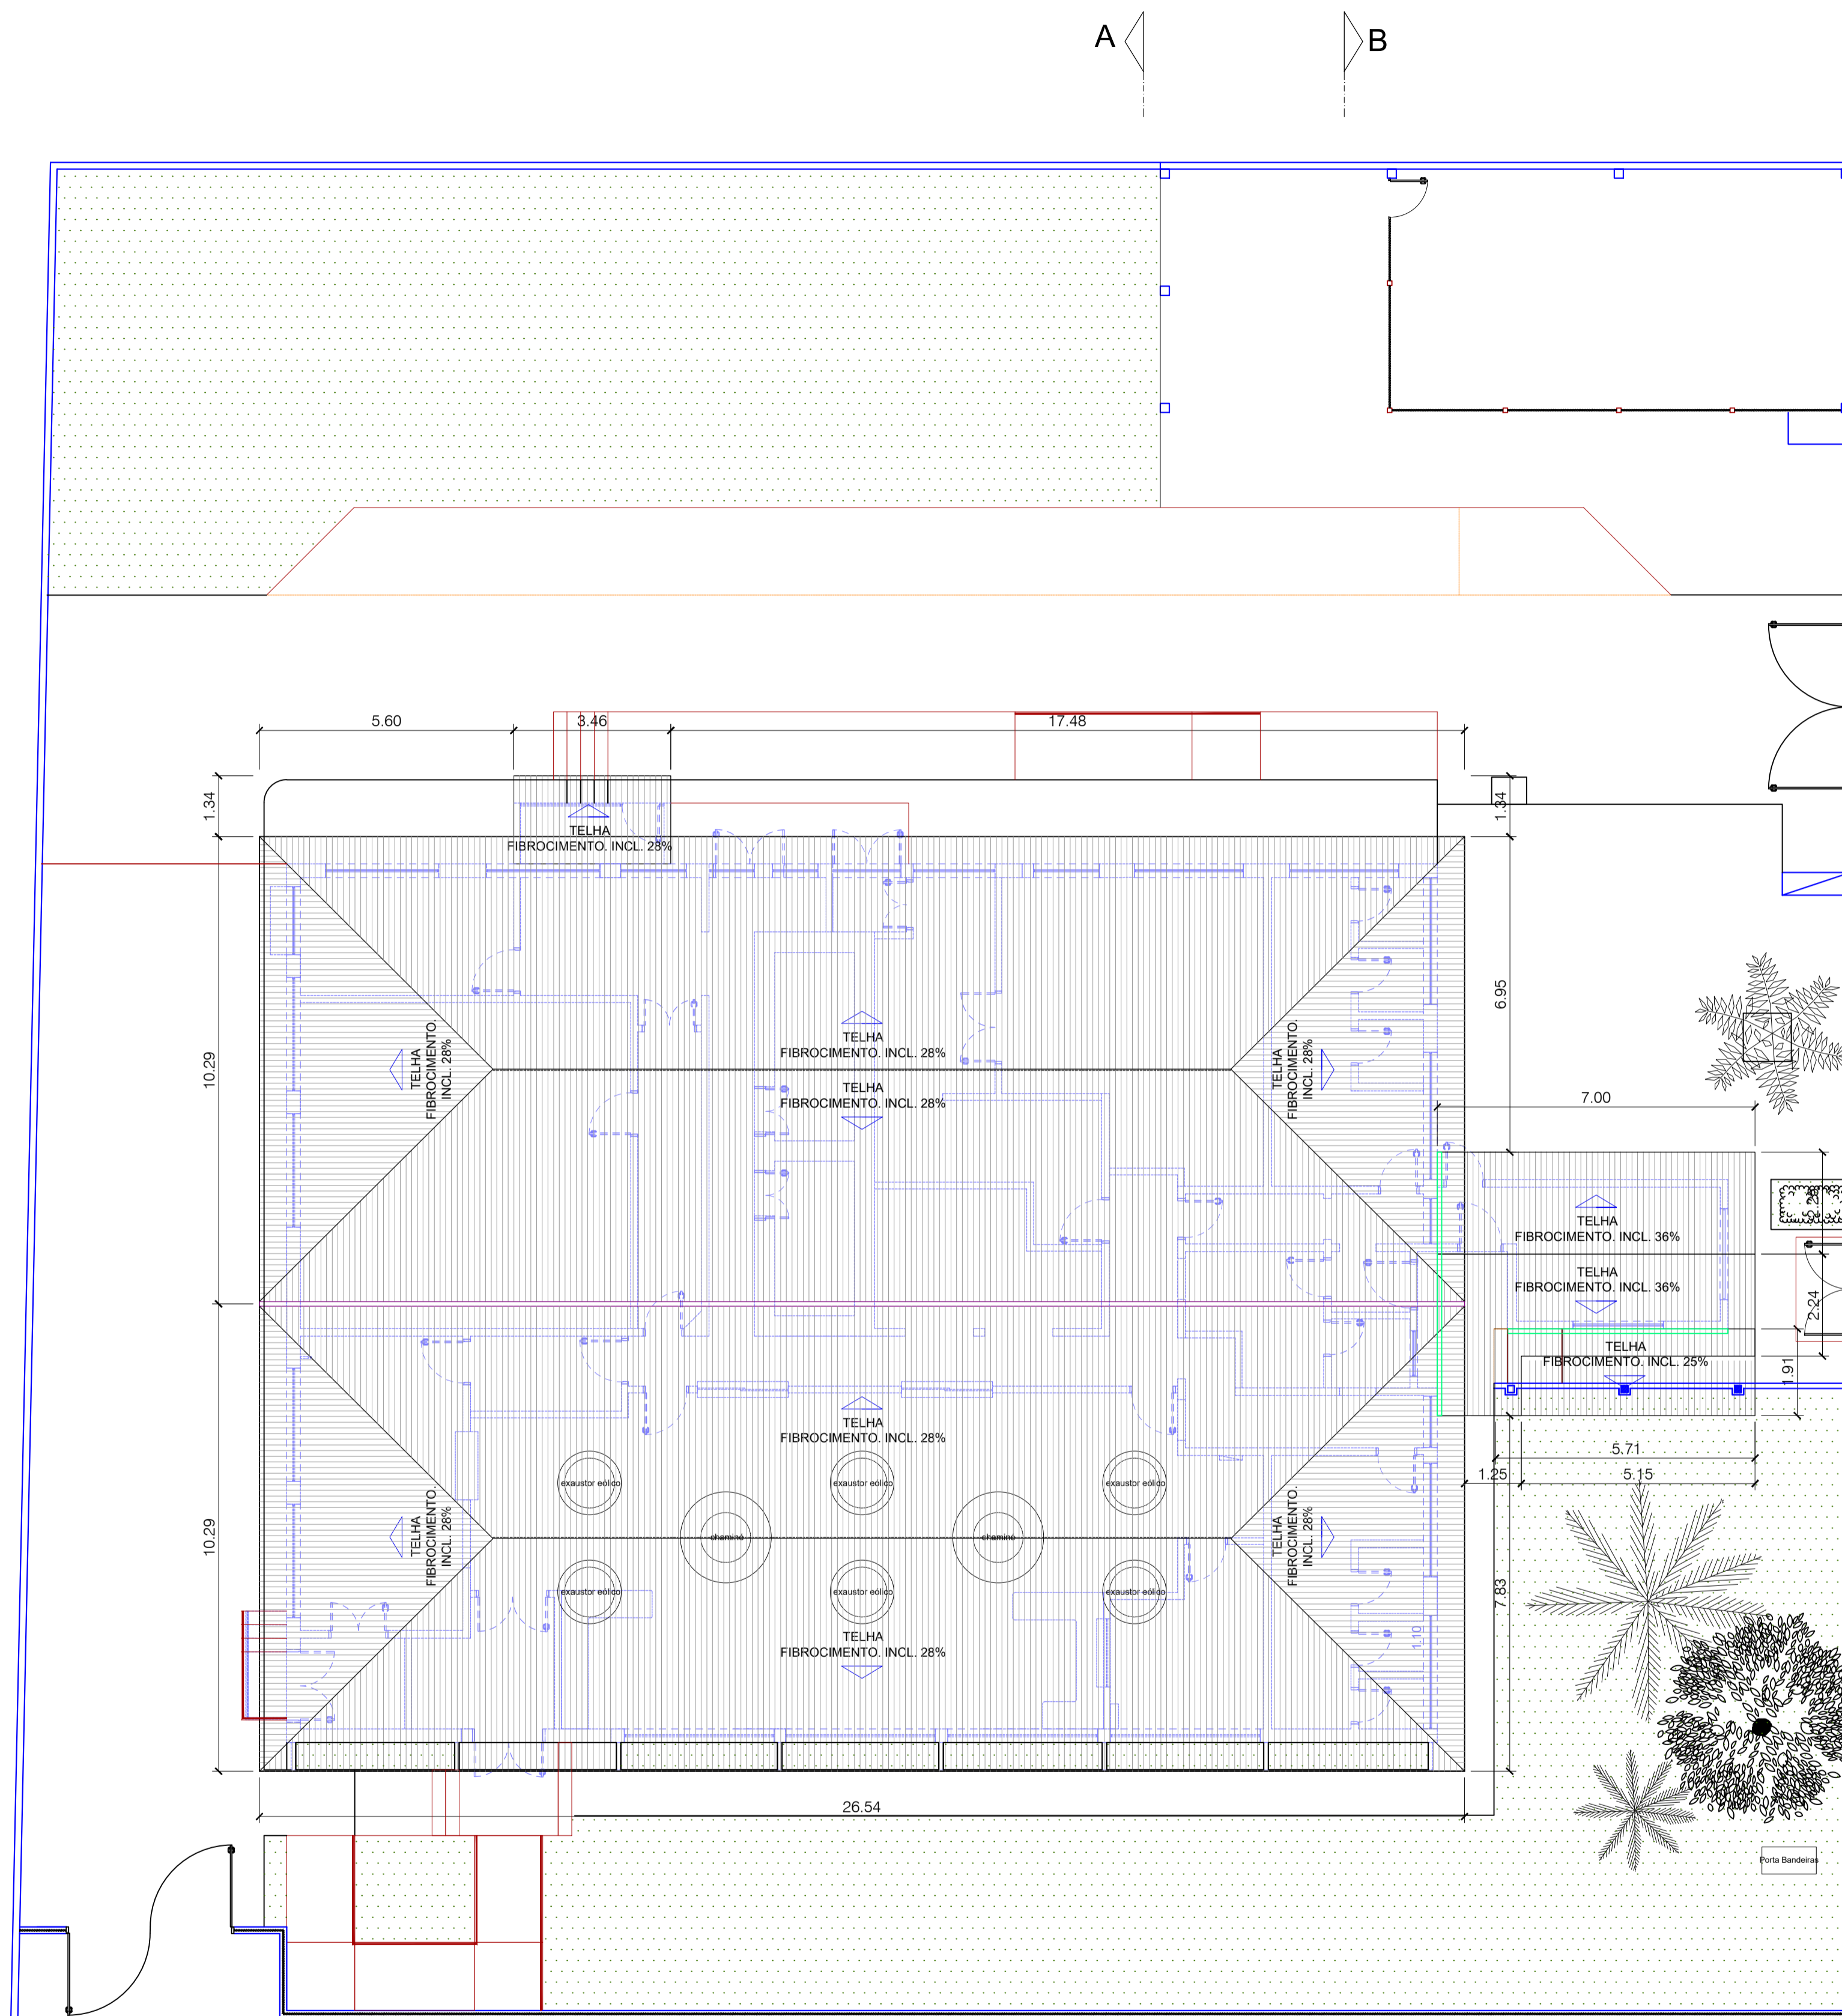 A
B
5.60
3.46
17.48
1.34
1.34
TELHA
FIBROCIMENTO. INCL. 28%
6.95
10.29
TELHA
FIBROCIMENTO.
INCL. 28%
TELHA
FIBROCIMENTO. INCL. 28%
TELHA
FIBROCIMENTO. INCL. 28%
TELHA
FIBROCIMENTO.
INCL. 28%
7.00
TELHA
FIBROCIMENTO. INCL. 36%
TELHA
FIBROCIMENTO. INCL. 36%
2.24
TELHA
FIBROCIMENTO. INCL. 25%
1.91
TELHA
FIBROCIMENTO. INCL. 28%
5.71
1.25
5.15
exaustor eólico
exaustor eólico
exaustor eólico
10.29
TELHA
FIBROCIMENTO.
INCL. 28%
chaminé
chaminé
TELHA
FIBROCIMENTO.
INCL. 28%
exaustor eólico
exaustor eólico
exaustor eólico
7.83
1.10
TELHA
FIBROCIMENTO. INCL. 28%
26.54
Porta Bandeiras